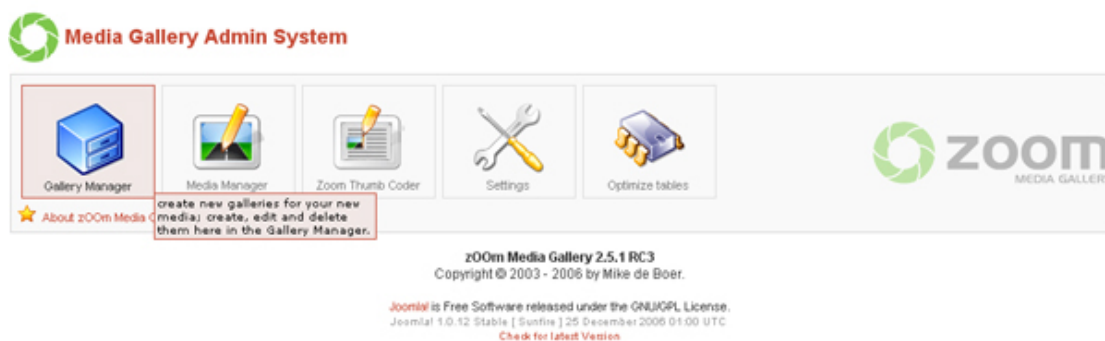 Media Gallery Admin System
Gallery Manager
Media Manager
Zoom Thumb Coder
Settings
Optimize tables
zoom
MEDIA GALLER
About zOOm Media
create new galleries for your new
media; create, edit and delete
them here in the Gallery Manager.
zOOm Media Gallery 2.5.1 RC3
Copyright © 2003 - 2006 by Mike de Boer.
Joomla! is Free Software released under the GNU/GPL License.
Joomla! 1.0.12 Stable [ Sunfire ] 25 December 2006 01:00 UTC
Check for latest Version